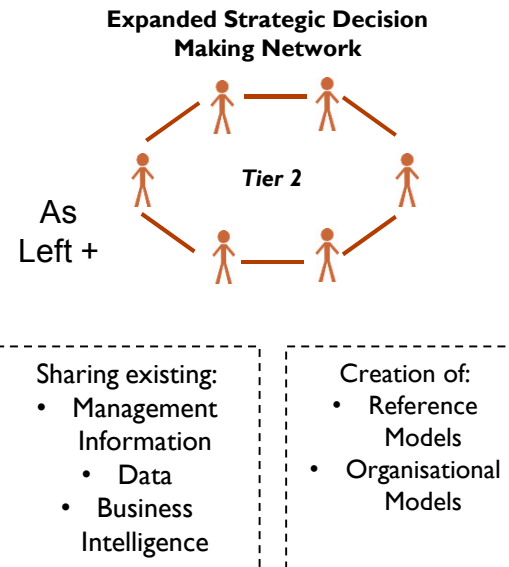 Expanded Strategic Decision
Making Network
Tier 2
As
Left +
Sharing existing:
• Management
Information
• Data
• Business
Intelligence
Creation of:
• Reference
Models
• Organisational
Models